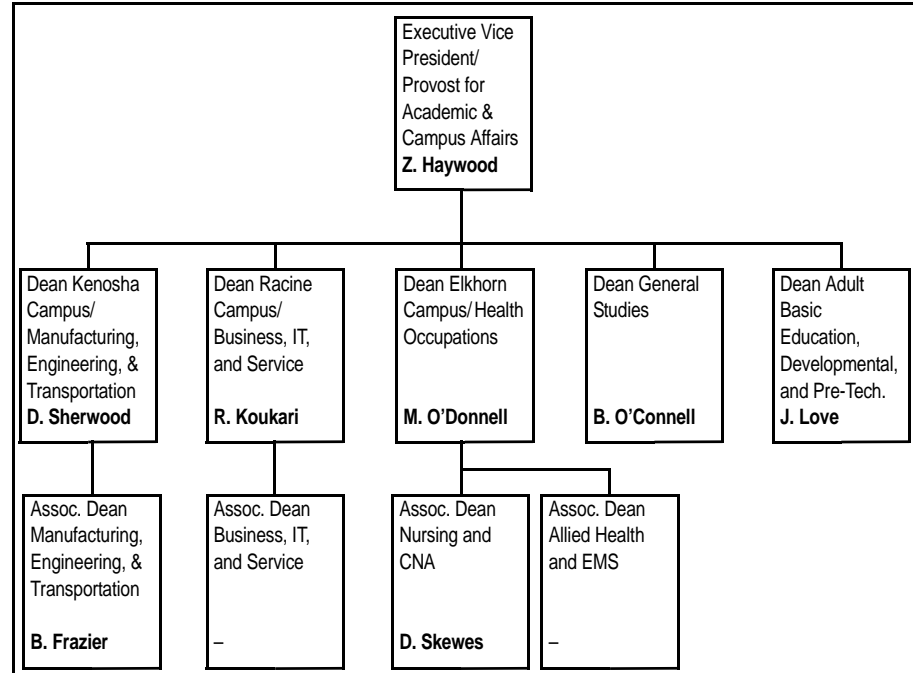 Executive Vice
President/
Provost for
Academic &
Campus Affairs
Z. Haywood
Dean Kenosha
Campus/
Manufacturing,
Engineering, &
Transportation
D. Sherwood
Dean Racine
Campus/
Business, IT,
and Service
R. Koukari
Dean Elkhorn
Campus/Health
Occupations
M. O’Donnell
Dean General
Studies
B. O’Connell
Dean Adult
Basic
Education,
Developmental,
and Pre-Tech.
J. Love
Assoc. Dean
Manufacturing,
Engineering, &
Transportation
B. Frazier
Assoc. Dean
Business, IT,
and Service
–
Assoc. Dean
Nursing and
CNA
D. Skewes
Assoc. Dean
Allied Health
and EMS
–